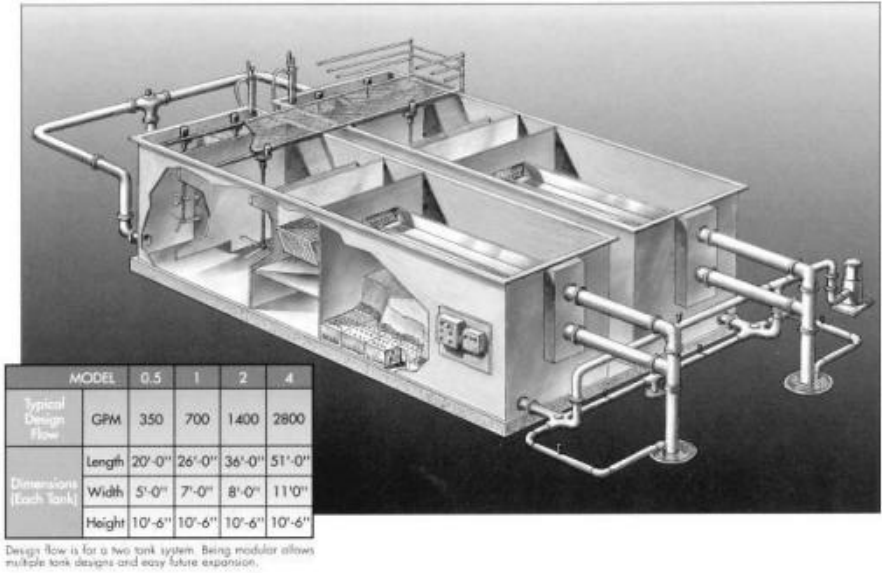 MODEL 0.5 1 2 4
Typical Design Flow GPM 350 700 1400 2800
Dimensions (Each Tank) Length 20'-0" 26'-0" 36'-0" 51'-0"
Width 5'-0" 7'-0" 8'-0" 11'0"
Height 10'-6" 10'-6" 10'-6" 10'-6"
Design flow is for a two tank system. Being modular allows
multiple tank designs and easy future expansion.